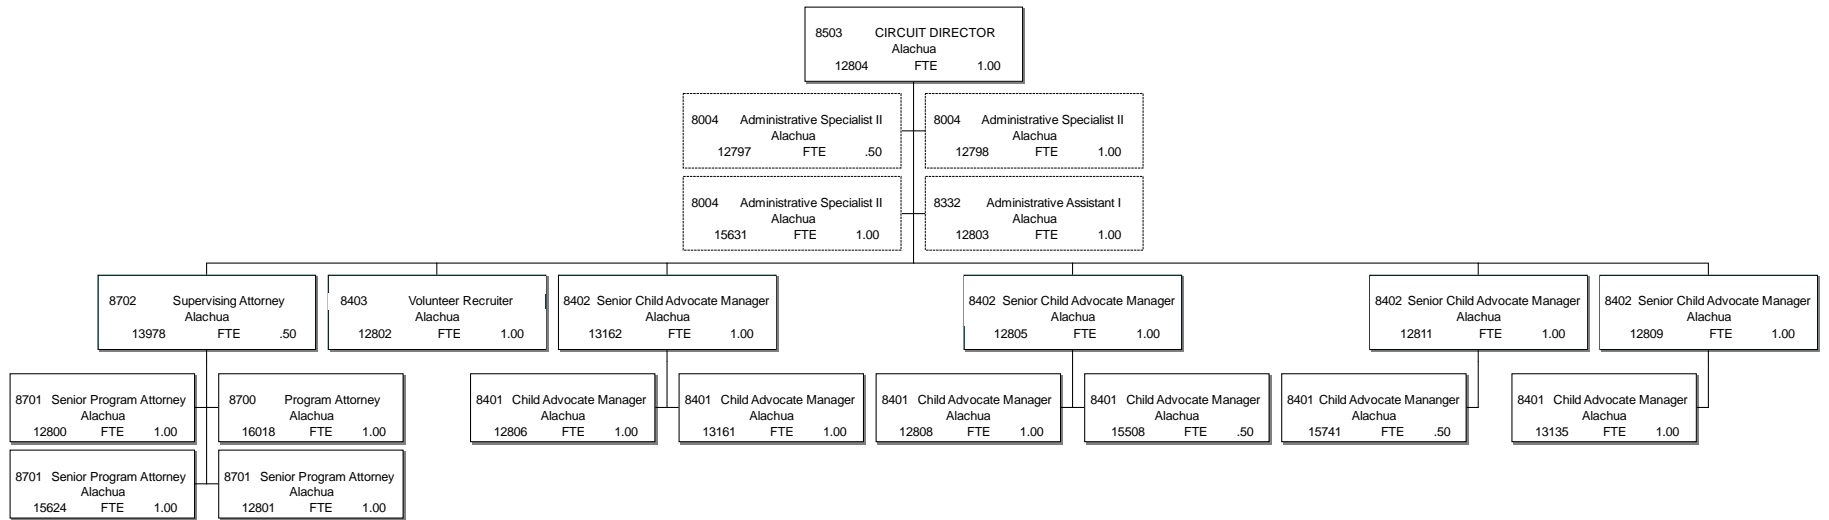 8503 CIRCUIT DIRECTOR
Alachua
12804 FTE 1.00
8004 Administrative Specialist II
Alachua
12797 FTE .50
8004 Administrative Specialist II
Alachua
12798 FTE 1.00
8004 Administrative Specialist II
Alachua
15631 FTE 1.00
8332 Administrative Assistant I
Alachua
12803 FTE 1.00
8702 Supervising Attorney
Alachua
13978 FTE .50
8403 Volunteer Recruiter
Alachua
12802 FTE 1.00
8402 Senior Child Advocate Manager
Alachua
13162 FTE 1.00
8402 Senior Child Advocate Manager
Alachua
12805 FTE 1.00
8402 Senior Child Advocate Manager
Alachua
12811 FTE 1.00
8402 Senior Child Advocate Manager
Alachua
12809 FTE 1.00
8701 Senior Program Attorney
Alachua
12800 FTE 1.00
8700 Program Attorney
Alachua
16018 FTE 1.00
8401 Child Advocate Manager
Alachua
12806 FTE 1.00
8401 Child Advocate Manager
Alachua
13161 FTE 1.00
8401 Child Advocate Manager
Alachua
12808 FTE 1.00
8401 Child Advocate Manager
Alachua
15508 FTE .50
8401 Child Advocate Mananger
Alachua
15741 FTE .50
8401 Child Advocate Manager
Alachua
13135 FTE 1.00
8701 Senior Program Attorney
Alachua
15624 FTE 1.00
8701 Senior Program Attorney
Alachua
12801 FTE 1.00